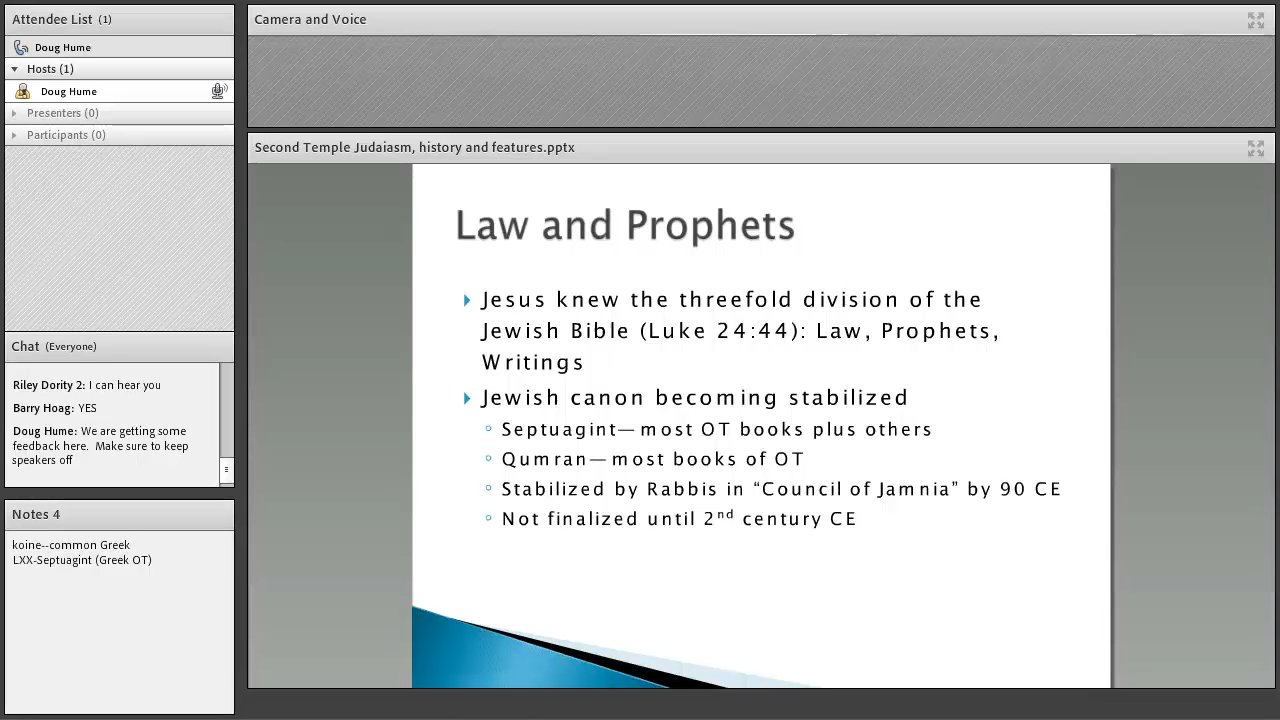 Attendee List (1)
Doug Hume
Hosts (1)
Doug Hume
Presenters (0)
Participants (0)
Chat (Everyone)
Riley Dority 2: I can hear you
Barry Hoag: YES
Doug Hume: We are getting some
feedback here. Make sure to keep
speakers off
Notes 4
koine--common Greek
LXX-Septuagint (Greek OT)
Camera and Voice
Second Temple Judaiasm, history and features.pptx
Law and Prophets
Jesus knew the threefold division of the
Jewish Bible (Luke 24:44): Law, Prophets,
Writings
Jewish canon becoming stabilized
Septuagint—most OT books plus others
Qumran—most books of OT
Stabilized by Rabbis in “Council of Jamnia” by 90 CE
Not finalized until 2nd century CE